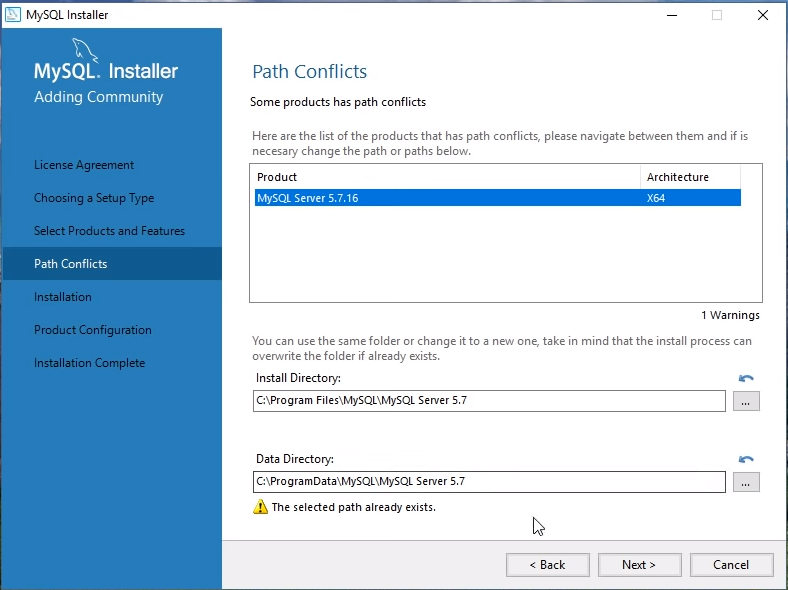 MySQL Installer
MySQL. Installer
Adding Community
License Agreement
Choosing a Setup Type
Select Products and Features
Path Conflicts
Installation
Product Configuration
Installation Complete
Path Conflicts
Some products has path conflicts
Here are the list of the products that has path conflicts, please navigate between them and if is
necesary change the path or paths below.
Product Architecture
MySQL Server 5.7.16 X64
1 Warnings
You can use the same folder or change it to a new one, take in mind that the install process can
overwrite the folder if already exists.
Install Directory:
C:\Program Files\MySQL\MySQL Server 5.7
...
Data Directory:
C:\ProgramData\MySQL\MySQL Server 5.7
...
The selected path already exists.
< Back Next > Cancel